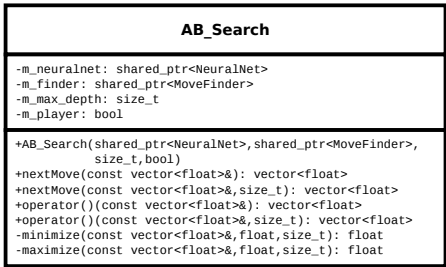 AB_Search
-m_neuralnet: shared_ptr<NeuralNet>
-m_finder: shared_ptr<MoveFinder>
-m_max_depth: size_t
-m_player: bool
+AB_Search(shared_ptr<NeuralNet>,shared_ptr<MoveFinder>,
size_t,bool)
+nextMove(const vector<float>&): vector<float>
+nextMove(const vector<float>&,size_t): vector<float>
+operator()(const vector<float>&): vector<float>
+operator()(const vector<float>&,size_t): vector<float>
-minimize(const vector<float>&,float,size_t): float
-maximize(const vector<float>&,float,size_t): float